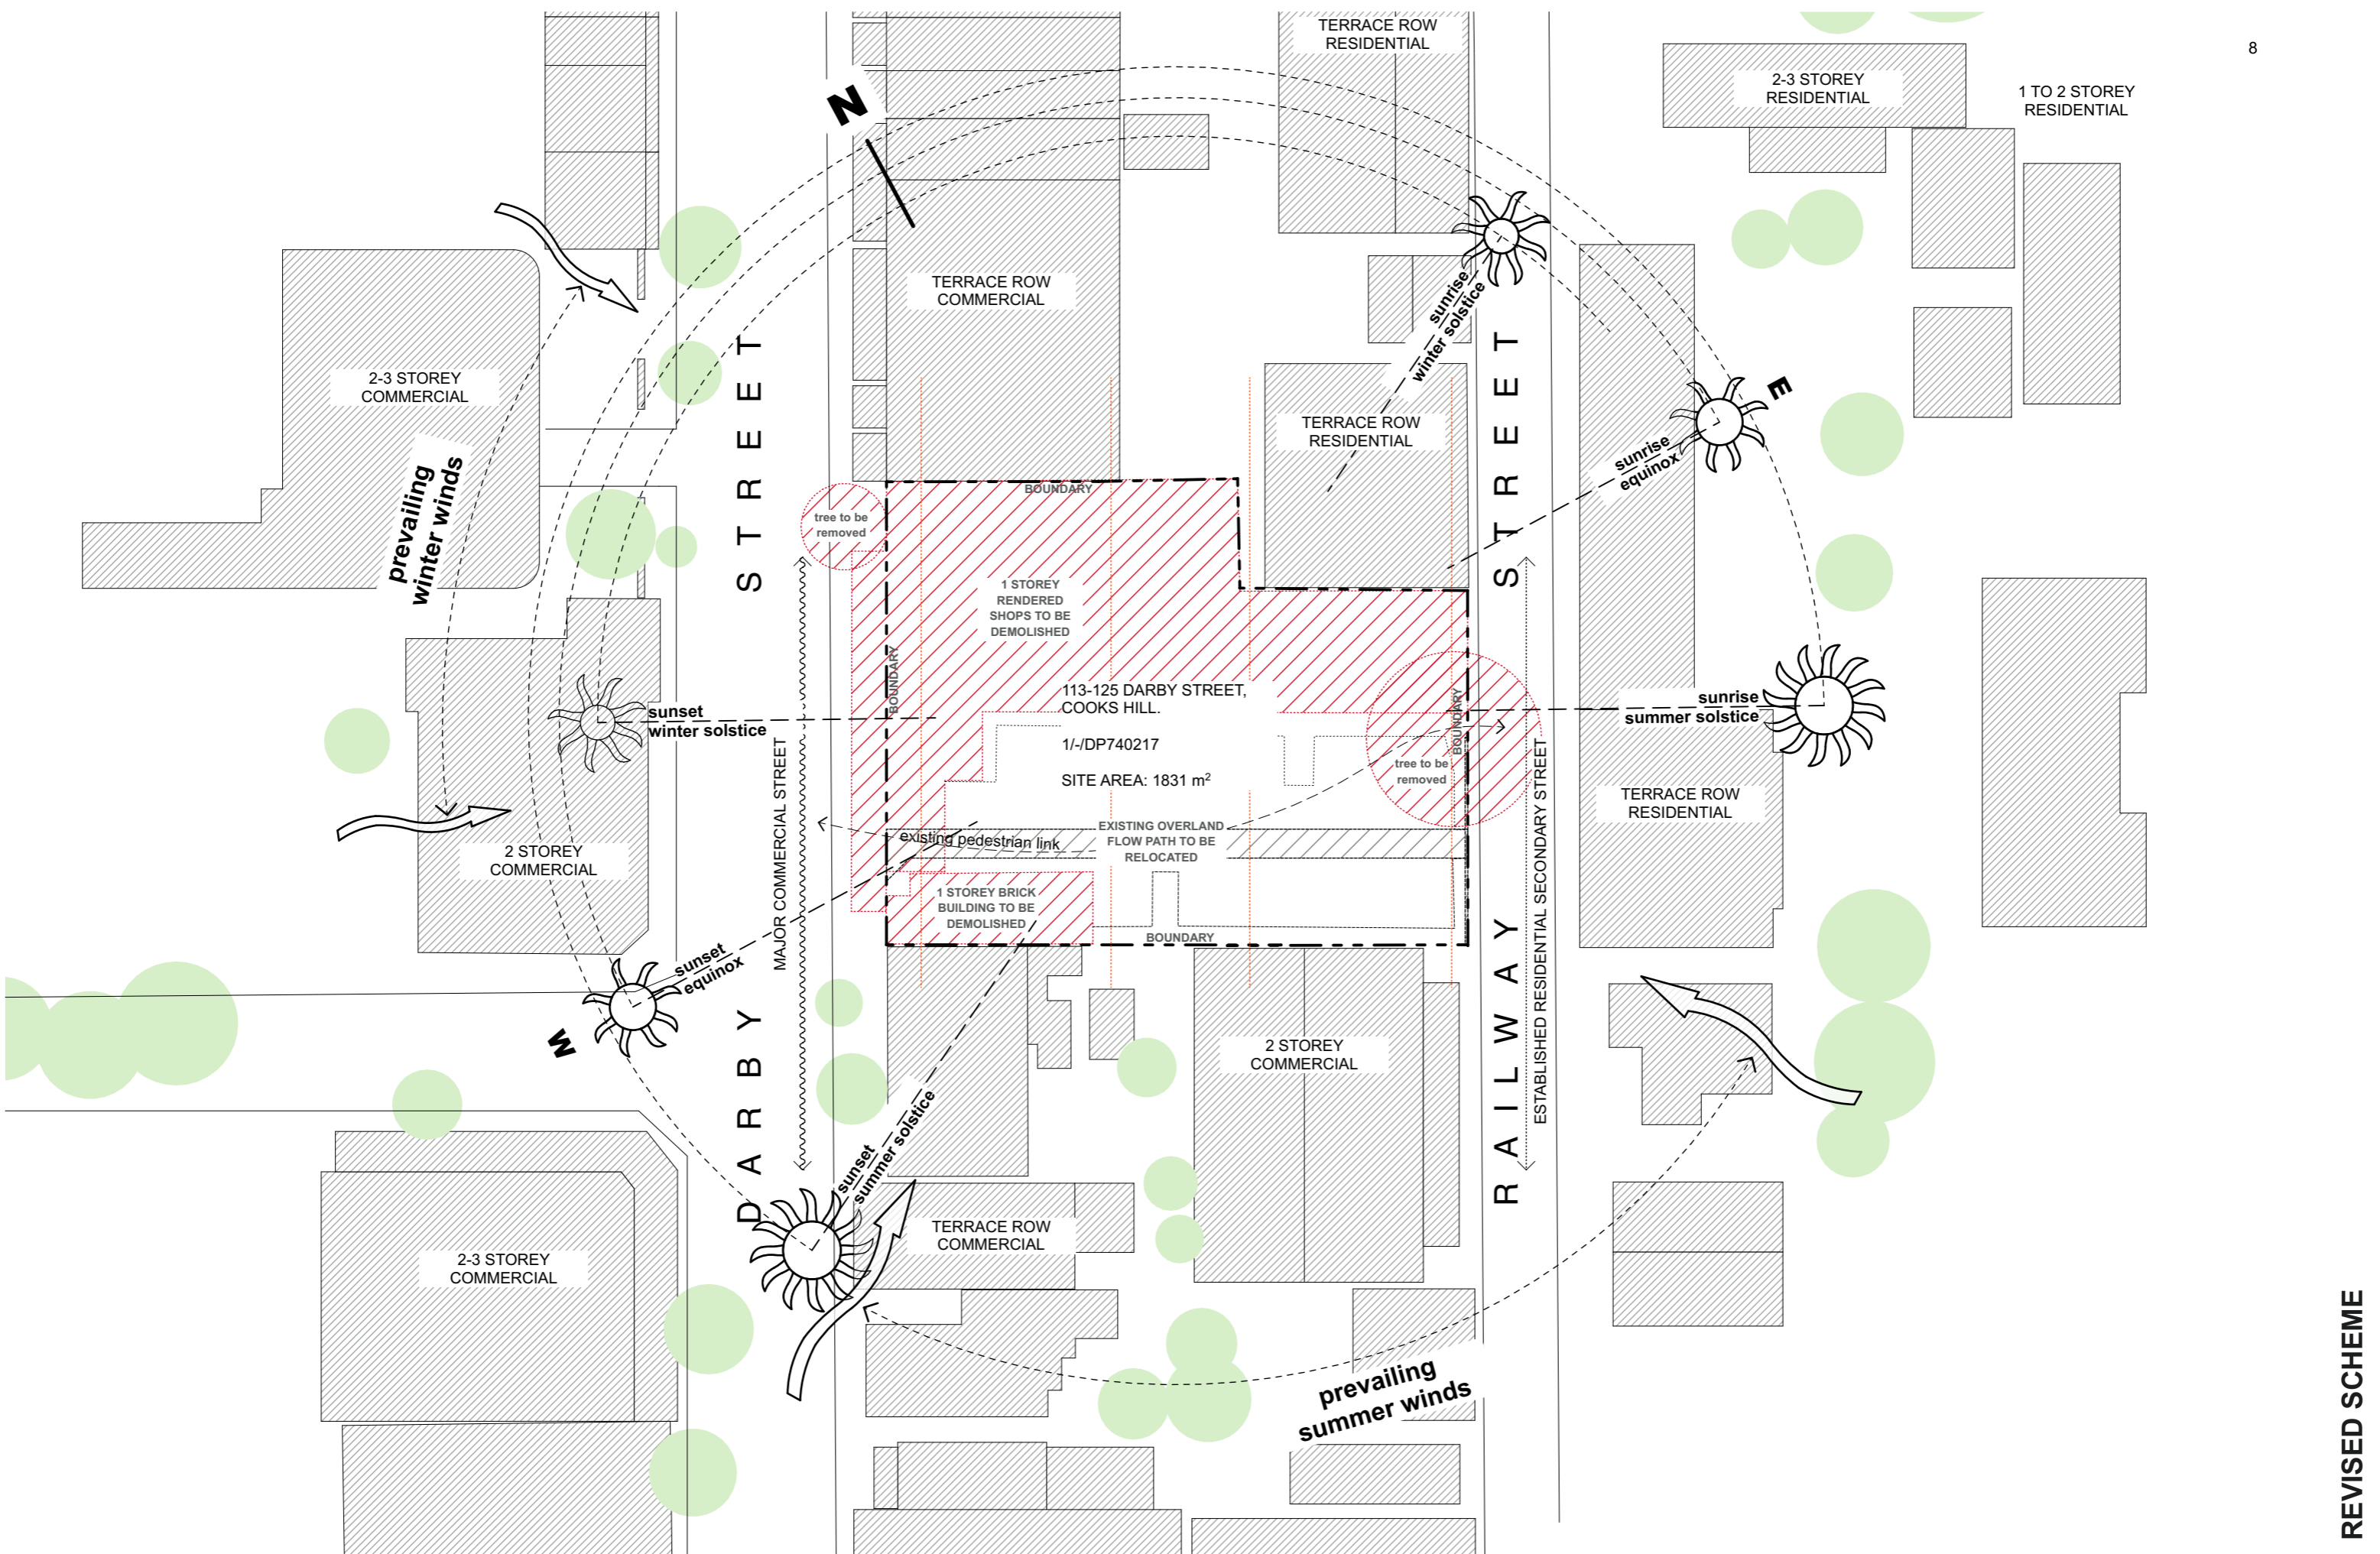 8
TERRACE ROW
RESIDENTIAL
2-3 STOREY
RESIDENTIAL
1 TO 2 STOREY
RESIDENTIAL
N
TERRACE ROW
COMMERCIAL
sunrise
winter solstice
2-3 STOREY
COMMERCIAL
prevailing
winter winds
STREET
TERRACE ROW
RESIDENTIAL
STREET
sunrise
equinox
E
BOUNDARY
tree to be
removed
1 STOREY
RENDERED
SHOPS TO BE
DEMOLISHED
BOUNDARY
113-125 DARBY STREET,
COOKS HILL.
1/-/DP740217
SITE AREA: 1831 m²
BOUNDARY
tree to be
removed
sunrise
summer solstice
sunset
winter solstice
MAJOR COMMERCIAL STREET
ESTABLISHED RESIDENTIAL SECONDARY STREET
TERRACE ROW
RESIDENTIAL
2 STOREY
COMMERCIAL
existing pedestrian link
EXISTING OVERLAND
FLOW PATH TO BE
RELOCATED
1 STOREY BRICK
BUILDING TO BE
DEMOLISHED
BOUNDARY
sunset
equinox
W
DARBY
RAILWAY
2 STOREY
COMMERCIAL
sunset
summer solstice
TERRACE ROW
COMMERCIAL
2-3 STOREY
COMMERCIAL
prevailing
summer winds
REVISED SCHEME